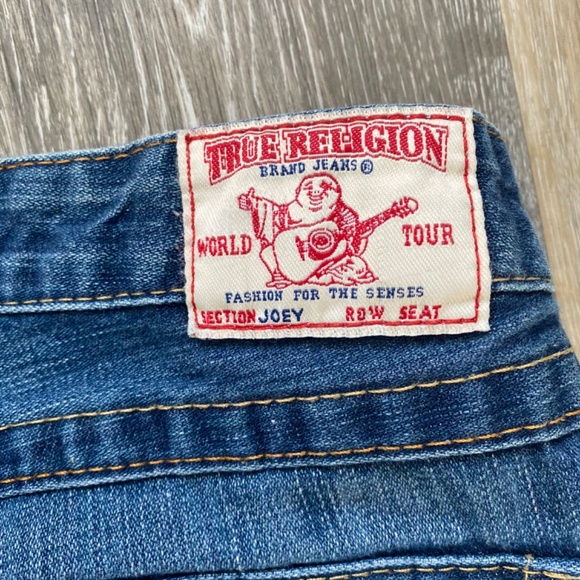 TRUE RELIGION
BRAND JEANS ®
WORLD TOUR
FASHION FOR THE SENSES
SECTION JOEY ROW SEAT